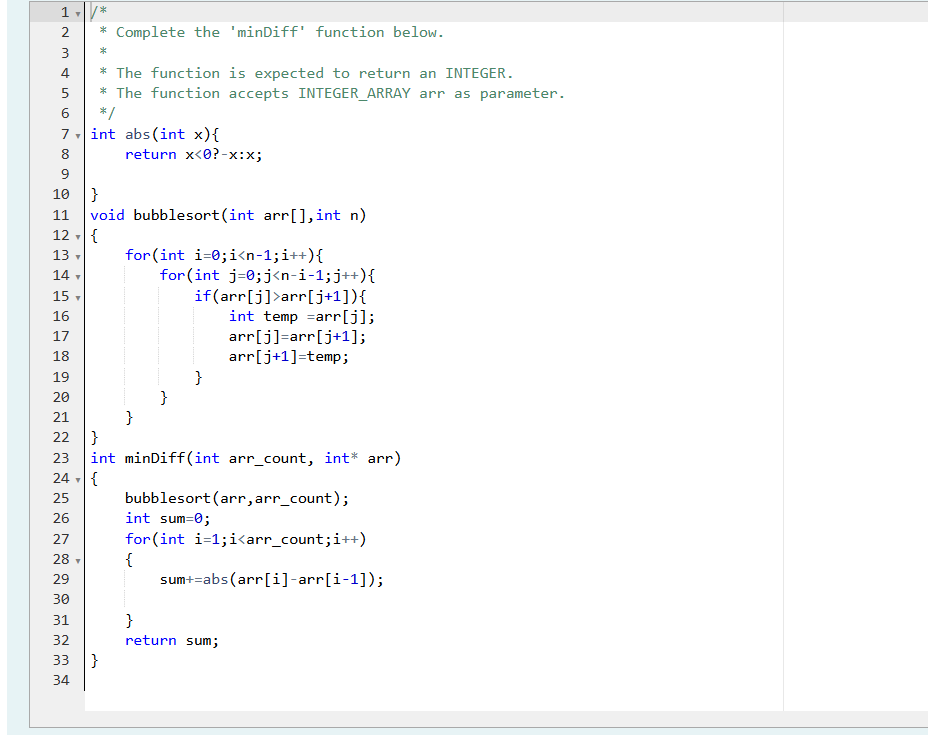 1 /*
2 * Complete the 'minDiff' function below.
3 *
4 * The function is expected to return an INTEGER.
5 * The function accepts INTEGER_ARRAY arr as parameter.
6 */
7 int abs(int x){
8     return x<0?-x:x;
9
10 }
11 void bubblesort(int arr[],int n)
12 {
13     for(int i=0;i<n-1;i++){
14         for(int j=0;j<n-i-1;j++){
15             if(arr[j]>arr[j+1]){
16                 int temp =arr[j];
17                 arr[j]=arr[j+1];
18                 arr[j+1]=temp;
19             }
20         }
21     }
22 }
23 int minDiff(int arr_count, int* arr)
24 {
25     bubblesort(arr,arr_count);
26     int sum=0;
27     for(int i=1;i<arr_count;i++)
28     {
29         sum+=abs(arr[i]-arr[i-1]);
30
31     }
32     return sum;
33 }
34